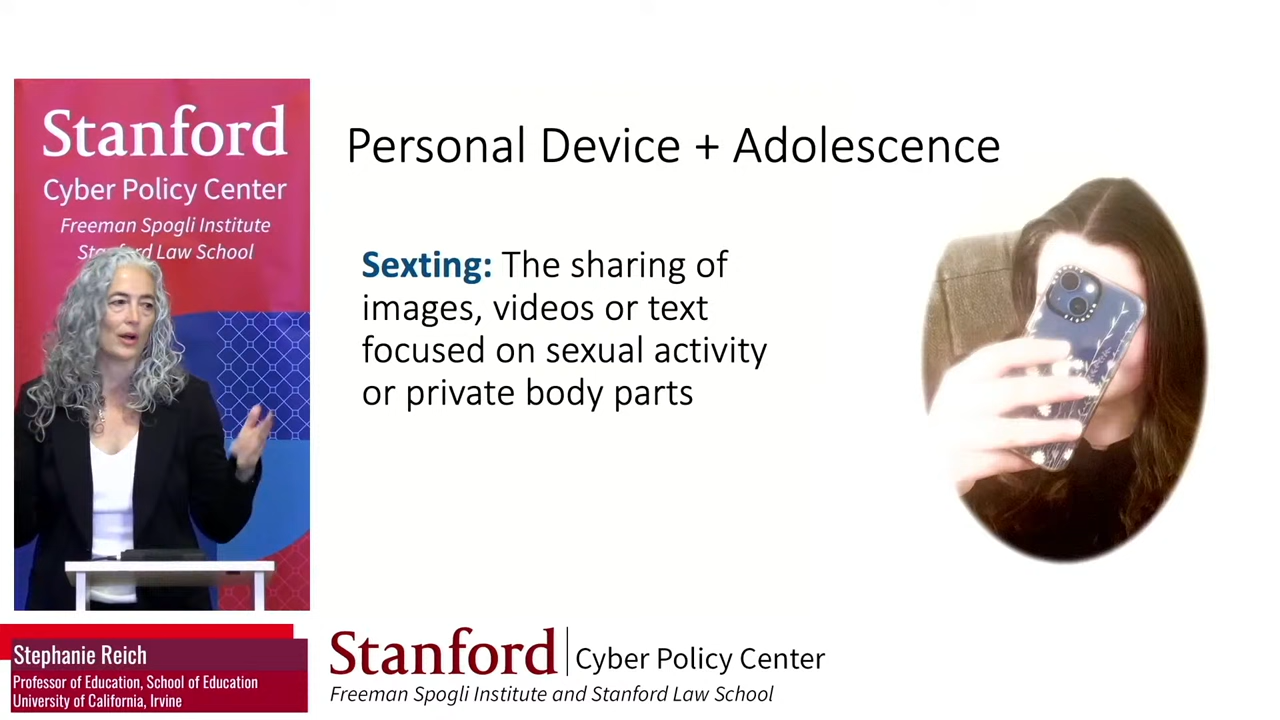 Stanford
Cyber Policy Center
Freeman Spogli Institute
Stanford Law School
Personal Device + Adolescence
Sexting: The sharing of
images, videos or text
focused on sexual activity
or private body parts
Stephanie Reich
Professor of Education, School of Education
University of California, Irvine
Stanford | Cyber Policy Center
Freeman Spogli Institute and Stanford Law School